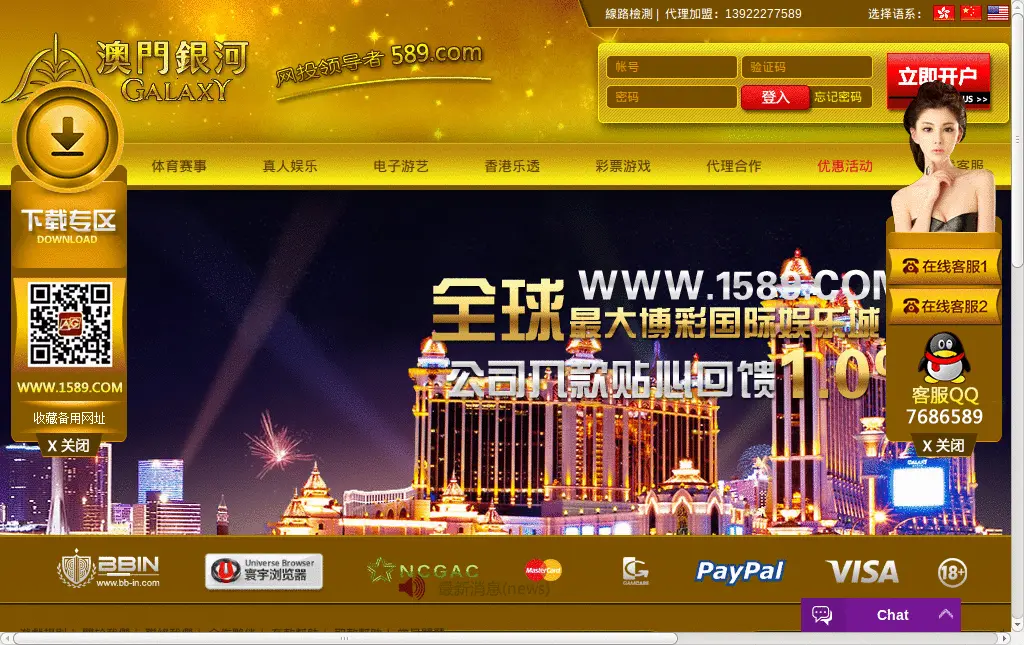 線路檢測 | 代理加盟：13922277589
选择语系：
澳門銀河
GALAXY
网投领导者 589.com
帐号
验证码
立即开户
US >>
密码
登入
忘记密码
体育赛事
真人娱乐
电子游艺
香港乐透
彩票游戏
代理合作
优惠活动
客服
下载专区
DOWNLOAD
WWW.1589.COM
收藏备用网址
X 关闭
全球
WWW.1589.COM
最大博彩国际娱乐城
公司入款贴心回馈
1.0%
在线客服1
在线客服2
客服QQ
7686589
X 关闭
BBIN
www.bb-in.com
Universe Browser
寰宇浏览器
NCGAC
MasterCard
PayPal
VISA
18+
最新消息(news)
Chat